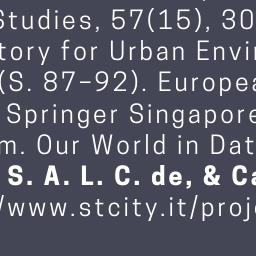 Studies, 57(15), 30
tory for Urban Envi
(S. 87–92). Europea
Springer Singapore
m. Our World in Dat
S. A. L. C. de, & Ca
/www.stcity.it/proj